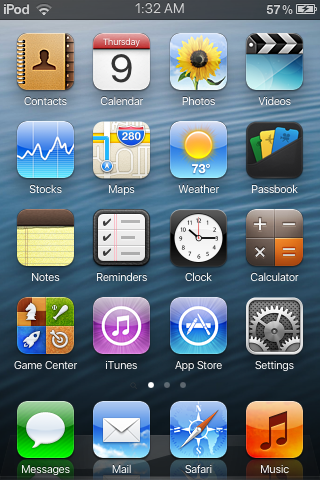 iPod 1:32 AM 57%
Thursday
9
280
73°
Contacts Calendar Photos Videos
Stocks Maps Weather Passbook
Notes Reminders Clock Calculator
Game Center iTunes App Store Settings
Messages Mail Safari Music